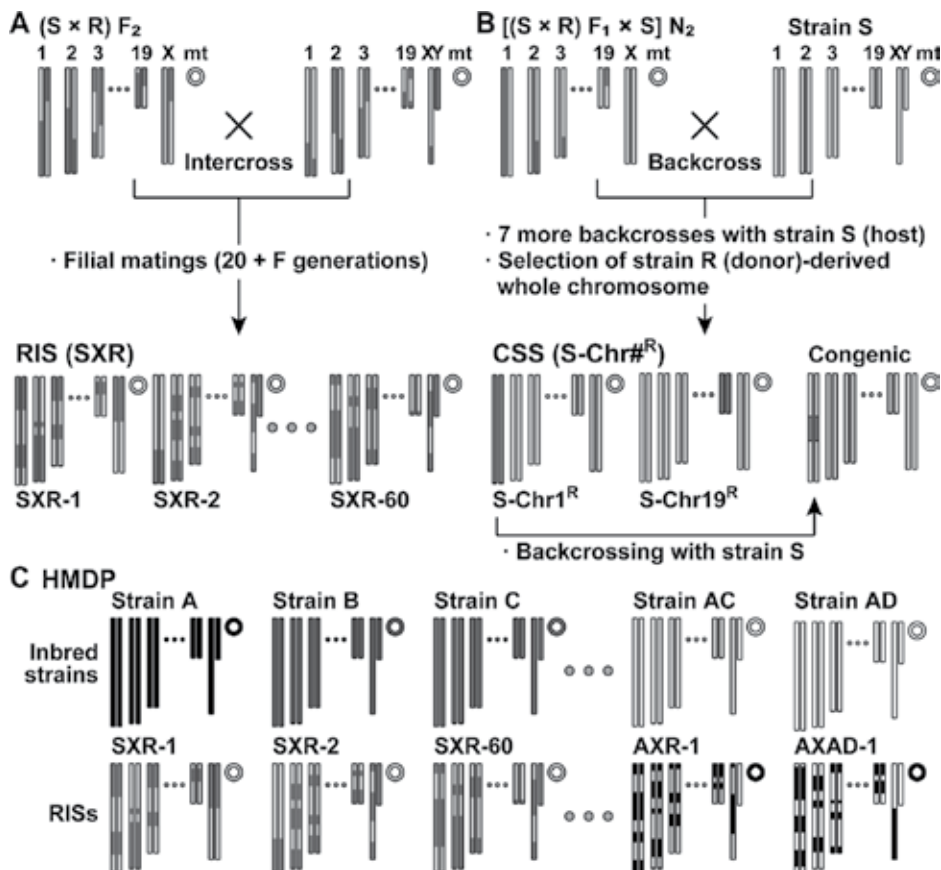 A (S × R) F₂
1 2 3 ••• 19 X mt
1 2 3 ••• 19 XY mt
Intercross
· Filial matings (20 + F generations)
RIS (SXR)
SXR-1 SXR-2 SXR-60
B [(S × R) F₁ × S] N₂ Strain S
1 2 3 ••• 19 X mt
1 2 3 ••• 19 XY mt
Backcross
· 7 more backcrosses with strain S (host)
· Selection of strain R (donor)-derived
whole chromosome
CSS (S-Chr#ᴿ) Congenic
S-Chr1ᴿ S-Chr19ᴿ
· Backcrossing with strain S
C HMDP
Strain A Strain B Strain C Strain AC Strain AD
Inbred
strains
SXR-1 SXR-2 SXR-60 AXR-1 AXAD-1
RISs